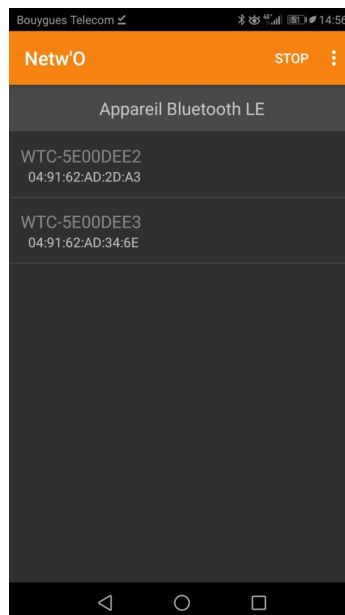 Bouygues Telecom
14:56
Netw'O STOP
Appareil Bluetooth LE
WTC-5E00DEE2
04:91:62:AD:2D:A3
WTC-5E00DEE3
04:91:62:AD:34:6E